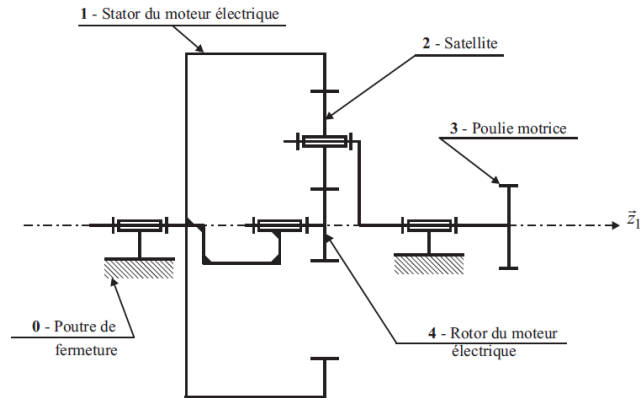 1 - Stator du moteur électrique
2 - Satellite
3 - Poulie motrice
z⃗₁
0 - Poutre de
fermeture
4 - Rotor du moteur
électrique